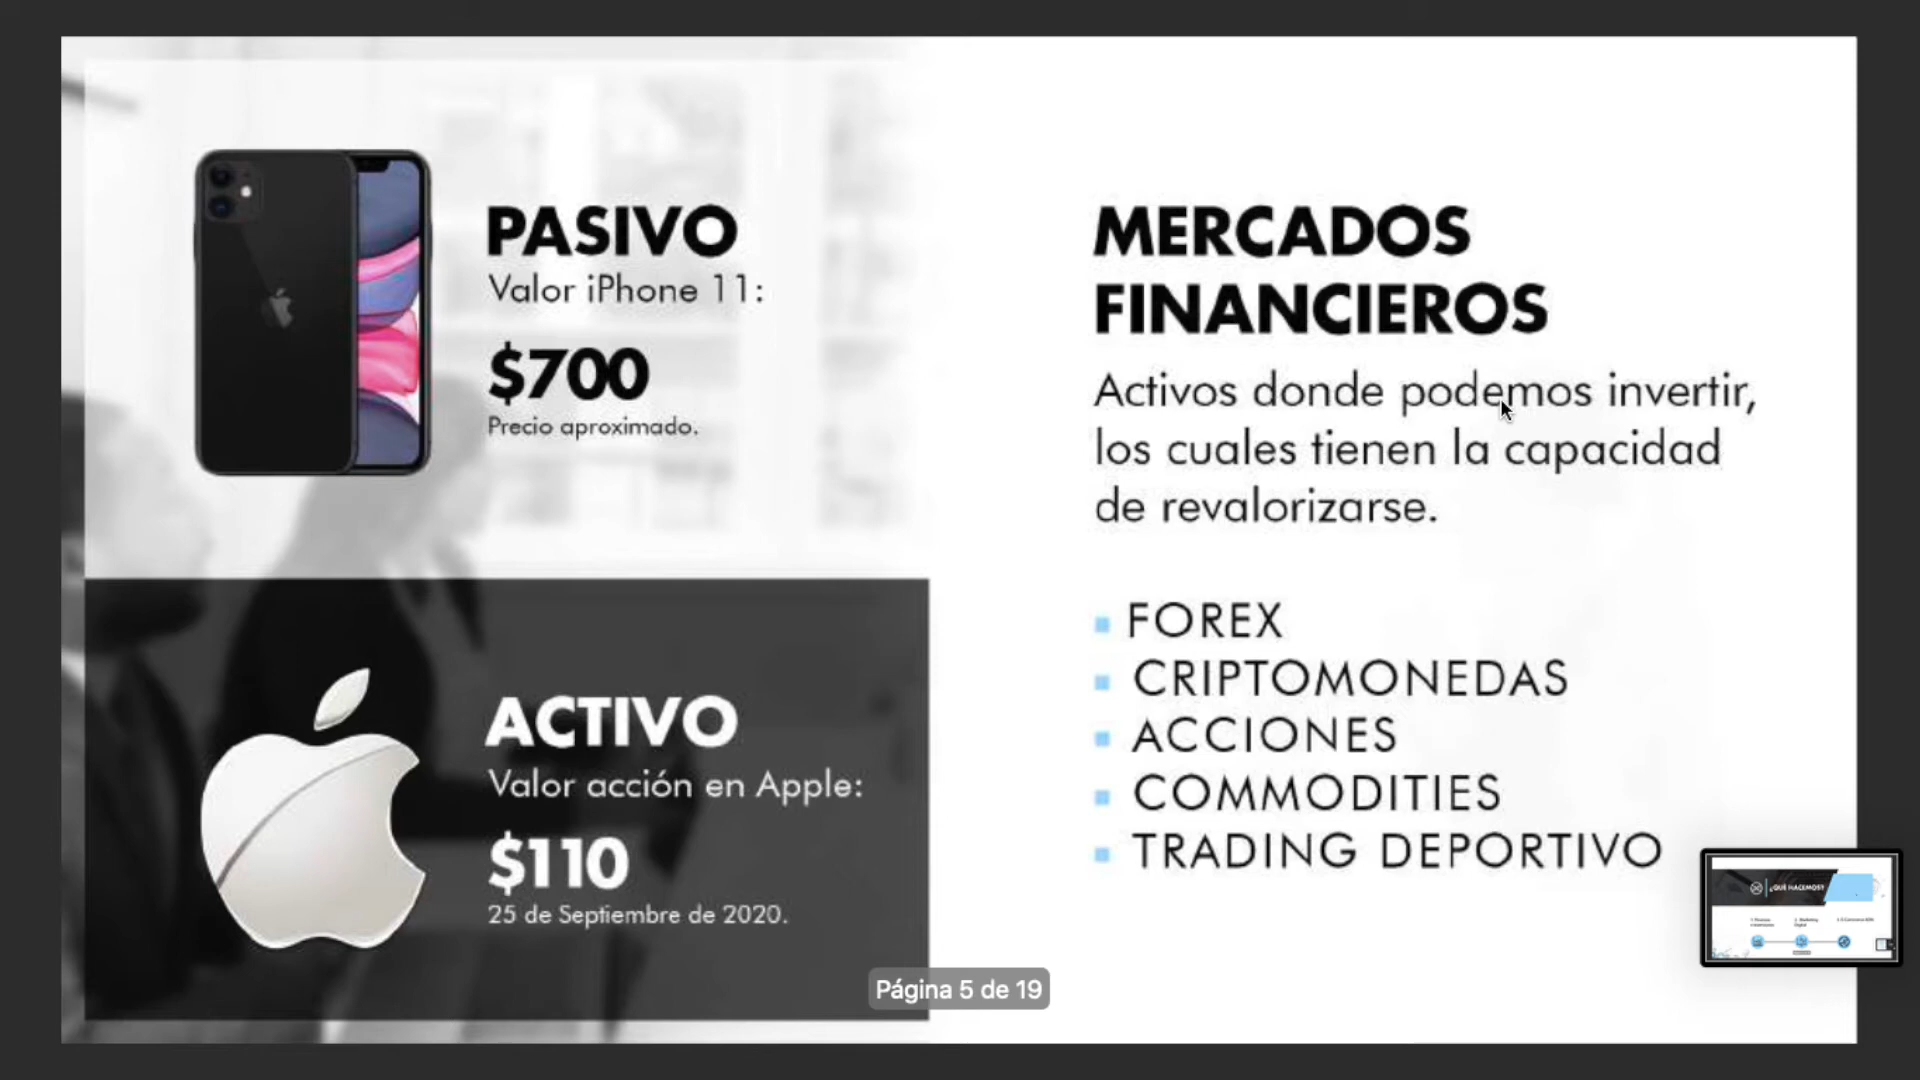 PASIVO
Valor iPhone 11:
$700
Precio aproximado.
ACTIVO
Valor acción en Apple:
$110
25 de Septiembre de 2020.
MERCADOS
FINANCIEROS
Activos donde podemos invertir,
los cuales tienen la capacidad
de revalorizarse.
FOREX
CRIPTOMONEDAS
ACCIONES
COMMODITIES
TRADING DEPORTIVO
¿QUÉ HACEMOS?
Página 5 de 19